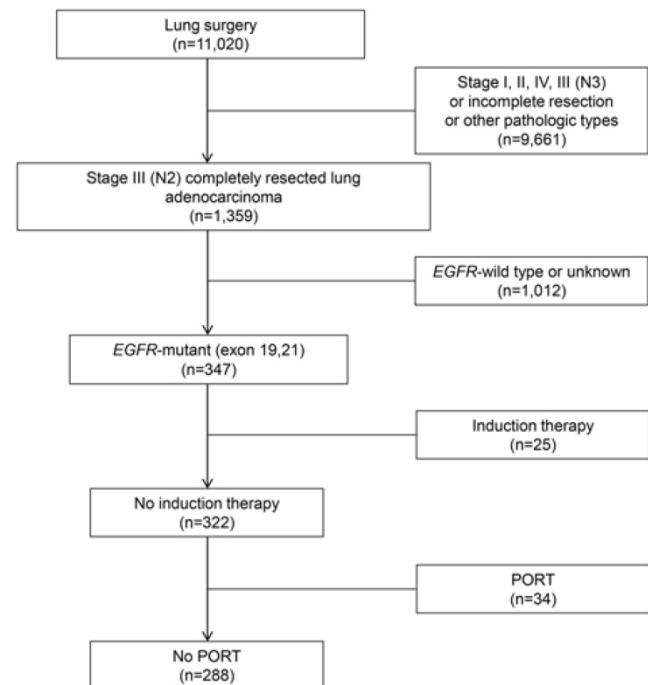 Lung surgery
(n=11,020)
Stage I, II, IV, III (N3)
or incomplete resection
or other pathologic types
(n=9,661)
Stage III (N2) completely resected lung
adenocarcinoma
(n=1,359)
EGFR-wild type or unknown
(n=1,012)
EGFR-mutant (exon 19,21)
(n=347)
Induction therapy
(n=25)
No induction therapy
(n=322)
PORT
(n=34)
No PORT
(n=288)